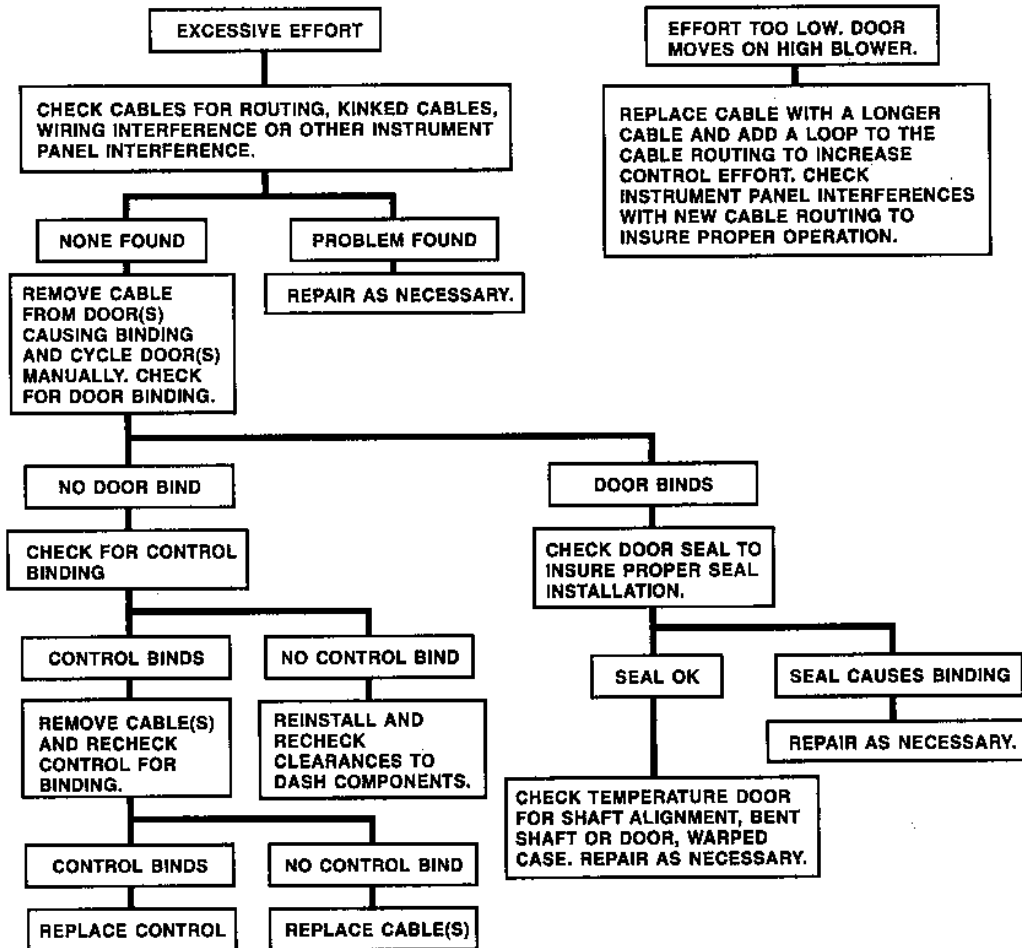 EXCESSIVE EFFORT
CHECK CABLES FOR ROUTING, KINKED CABLES,
WIRING INTERFERENCE OR OTHER INSTRUMENT
PANEL INTERFERENCE.
NONE FOUND
PROBLEM FOUND
REMOVE CABLE
FROM DOOR(S)
CAUSING BINDING
AND CYCLE DOOR(S)
MANUALLY. CHECK
FOR DOOR BINDING.
REPAIR AS NECESSARY.
NO DOOR BIND
DOOR BINDS
CHECK FOR CONTROL
BINDING
CHECK DOOR SEAL TO
INSURE PROPER SEAL
INSTALLATION.
CONTROL BINDS
NO CONTROL BIND
SEAL OK
SEAL CAUSES BINDING
REMOVE CABLE(S)
AND RECHECK
CONTROL FOR
BINDING.
REINSTALL AND
RECHECK
CLEARANCES TO
DASH COMPONENTS.
REPAIR AS NECESSARY.
CHECK TEMPERATURE DOOR
FOR SHAFT ALIGNMENT, BENT
SHAFT OR DOOR, WARPED
CASE. REPAIR AS NECESSARY.
CONTROL BINDS
NO CONTROL BIND
REPLACE CONTROL
REPLACE CABLE(S)
EFFORT TOO LOW. DOOR
MOVES ON HIGH BLOWER.
REPLACE CABLE WITH A LONGER
CABLE AND ADD A LOOP TO THE
CABLE ROUTING TO INCREASE
CONTROL EFFORT. CHECK
INSTRUMENT PANEL INTERFERENCES
WITH NEW CABLE ROUTING TO
INSURE PROPER OPERATION.